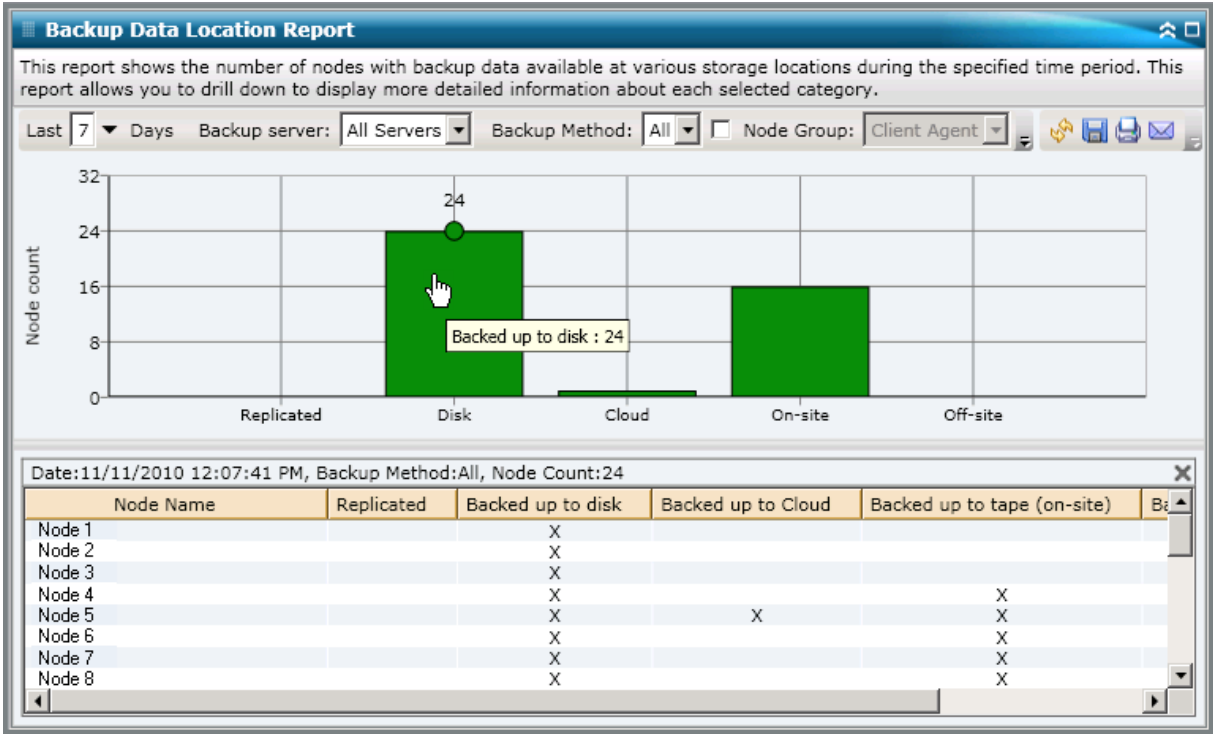 Backup Data Location Report
This report shows the number of nodes with backup data available at various storage locations during the specified time period. This
report allows you to drill down to display more detailed information about each selected category.
Last 7 Days Backup server: All Servers Backup Method: All Node Group: Client Agent
32
24
24
16
8
0
Node count
Backed up to disk : 24
Replicated Disk Cloud On-site Off-site
Date:11/11/2010 12:07:41 PM, Backup Method:All, Node Count:24
Node Name Replicated Backed up to disk Backed up to Cloud Backed up to tape (on-site) Ba
Node 1 X
Node 2 X
Node 3 X
Node 4 X X
Node 5 X X X
Node 6 X X
Node 7 X X
Node 8 X X